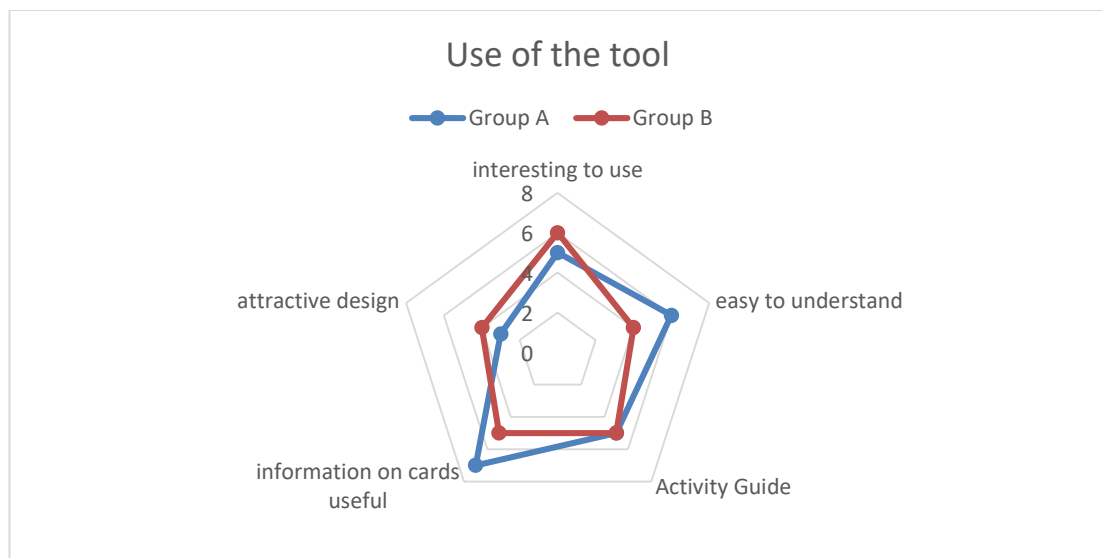 Use of the tool
Group A
Group B
interesting to use
8
6
4
2
0
easy to understand
Activity Guide
information on cards
useful
attractive design